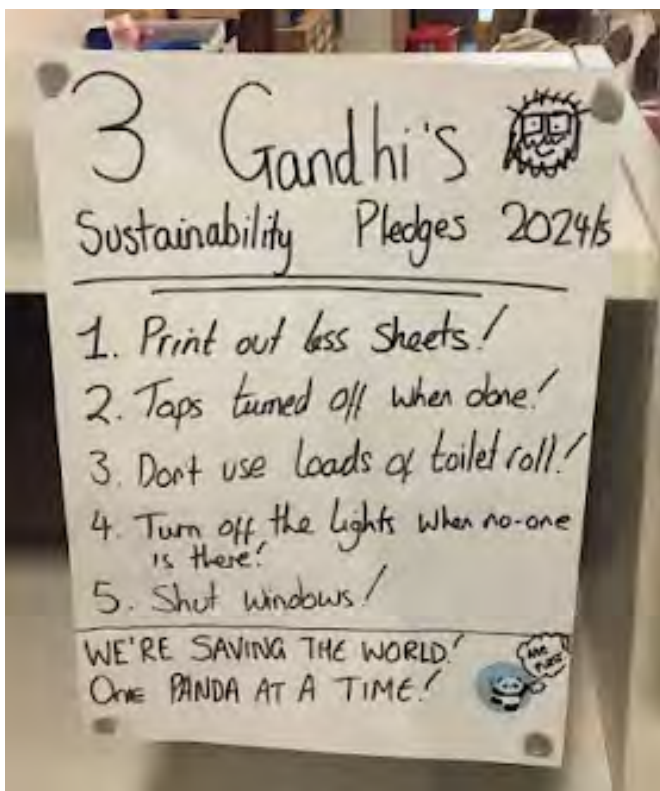 3 Gandhi's
Sustainability Pledges 2024/5
1. Print out less sheets!
2. Taps turned off when done!
3. Dont use loads of toilet roll!
4. Turn off the lights when no-one
is there!
5. Shut windows!
WE'RE SAVING THE WORLD!
ONE PANDA AT A TIME!